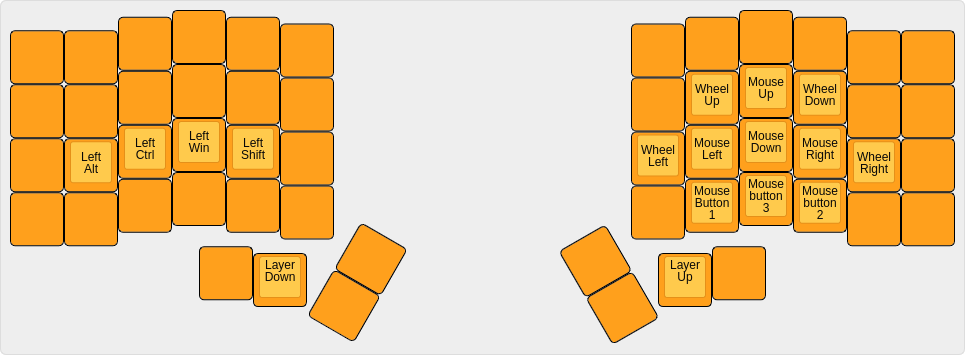 Wheel
Up
Mouse
Up
Wheel
Down
Left
Alt
Left
Ctrl
Left
Win
Left
Shift
Wheel
Left
Mouse
Left
Mouse
Down
Mouse
Right
Wheel
Right
Mouse
Button
1
Mouse
button
3
Mouse
button
2
Layer
Down
Layer
Up